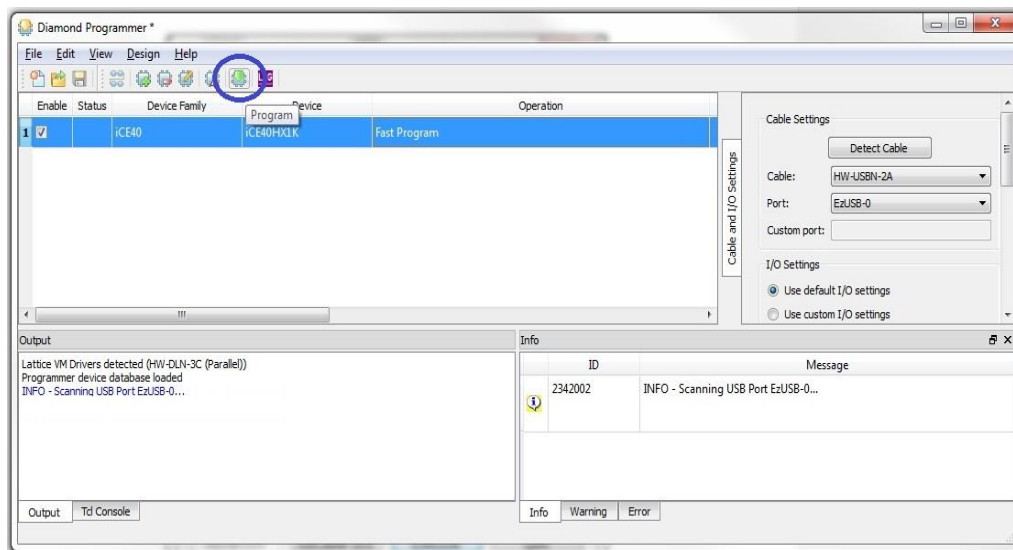 Diamond Programmer *
File Edit View Design Help
Enable Status Device Family Device Operation
Program
1 iCE40 iCE40HX1K Fast Program
Cable and I/O Settings
Cable Settings
Detect Cable
Cable: HW-USBN-2A
Port: EzUSB-0
Custom port:
I/O Settings
Use default I/O settings
Use custom I/O settings
Output
Lattice VM Drivers detected (HW-DLN-3C (Parallel))
Programmer device database loaded
INFO - Scanning USB Port EzUSB-0...
Output Tcl Console
Info
ID Message
2342002 INFO - Scanning USB Port EzUSB-0...
Info Warning Error